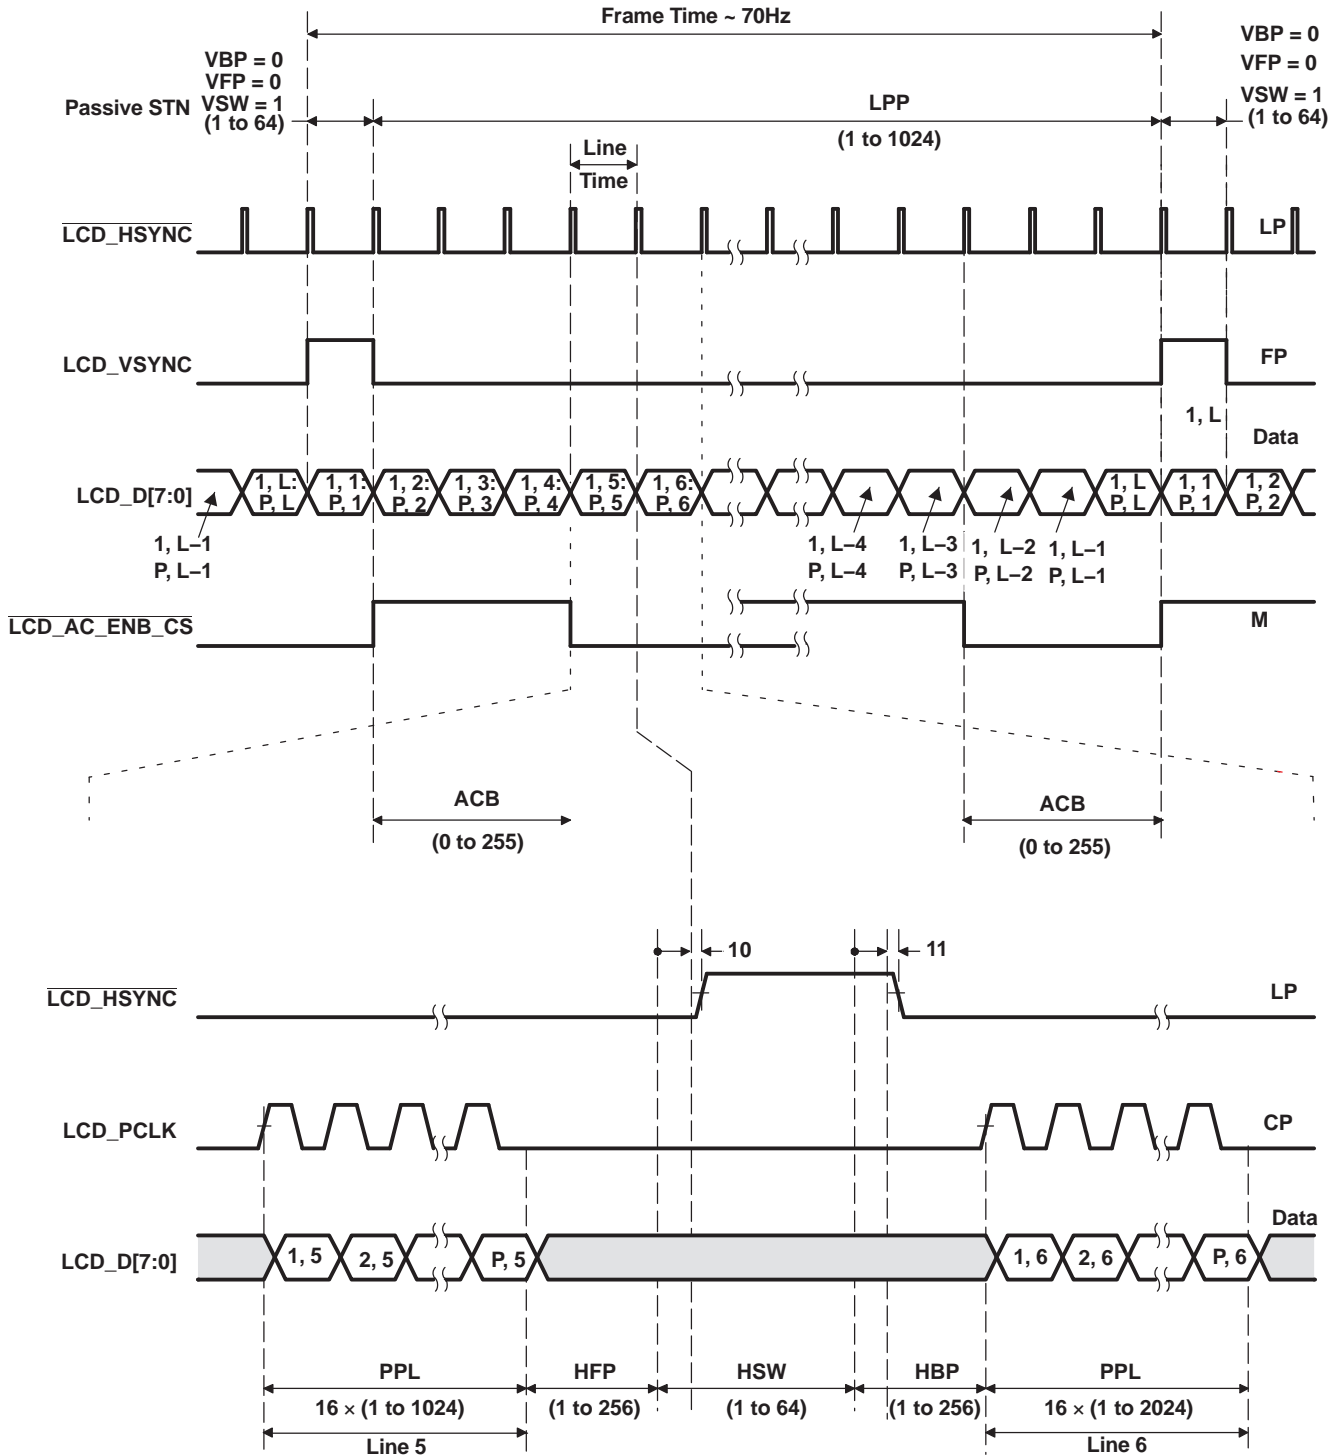 Frame Time ~ 70Hz
VBP = 0
VFP = 0
VSW = 1
(1 to 64)
Passive STN
LPP
(1 to 1024)
VBP = 0
VFP = 0
VSW = 1
(1 to 64)
Line
Time
LCD_HSYNC
LP
LCD_VSYNC
FP
1, L
Data
LCD_D[7:0]
1, L:
P, L
1, 1:
P, 1
1, 2:
P, 2
1, 3:
P, 3
1, 4:
P, 4
1, 5:
P, 5
1, 6:
P, 6
1, L
P, L
1, 1
P, 1
1, 2
P, 2
1, L–1
P, L–1
1, L–4
P, L–4
1, L–3
P, L–3
1, L–2
P, L–2
1, L–1
P, L–1
LCD_AC_ENB_CS
M
ACB
(0 to 255)
ACB
(0 to 255)
10
11
LCD_HSYNC
LP
LCD_PCLK
CP
Data
LCD_D[7:0]
1, 5
2, 5
P, 5
1, 6
2, 6
P, 6
PPL
HFP
HSW
HBP
PPL
16 × (1 to 1024)
(1 to 256)
(1 to 64)
(1 to 256)
16 × (1 to 2024)
Line 5
Line 6